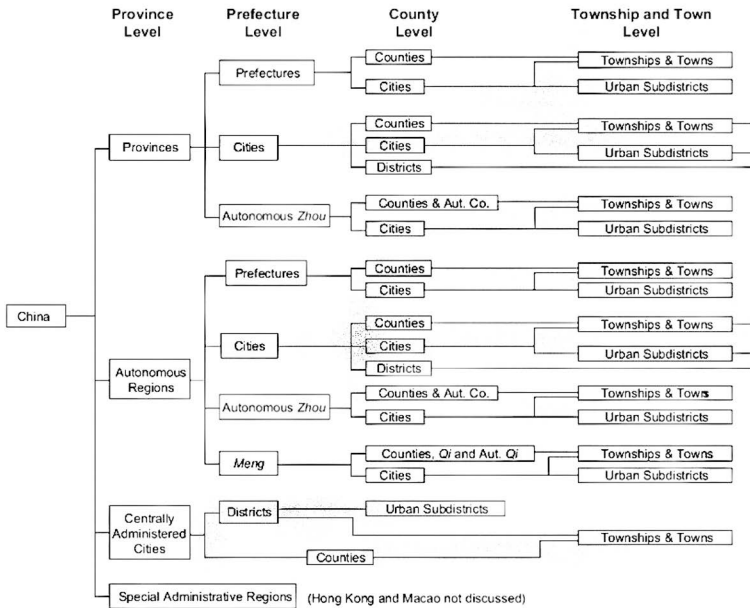 Province Level
Prefecture Level
County Level
Township and Town Level
Counties
Townships & Towns
Prefectures
Cities
Urban Subdistricts
Counties
Townships & Towns
Provinces
Cities
Cities
Urban Subdistricts
Districts
Counties & Aut. Co.
Townships & Towns
Autonomous Zhou
Cities
Urban Subdistricts
Prefectures
Counties
Townships & Towns
Cities
Urban Subdistricts
China
Counties
Townships & Towns
Cities
Cities
Urban Subdistricts
Autonomous Regions
Districts
Counties & Aut. Co.
Townships & Towns
Autonomous Zhou
Cities
Urban Subdistricts
Meng
Counties, Qi and Aut. Qi
Townships & Towns
Cities
Urban Subdistricts
Centrally Administered Cities
Districts
Urban Subdistricts
Townships & Towns
Counties
Special Administrative Regions
(Hong Kong and Macao not discussed)